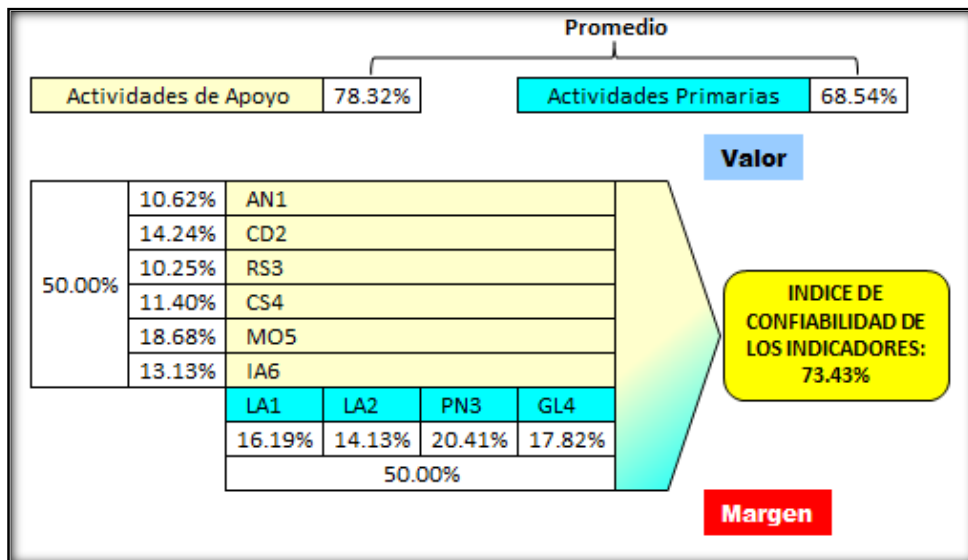 Promedio
Actividades de Apoyo 78.32% Actividades Primarias 68.54%
Valor
50.00%
10.62% AN1
14.24% CD2
10.25% RS3
11.40% CS4
18.68% MO5
13.13% IA6
INDICE DE
CONFIABILIDAD DE
LOS INDICADORES:
73.43%
LA1 LA2 PN3 GL4
16.19% 14.13% 20.41% 17.82%
50.00%
Margen